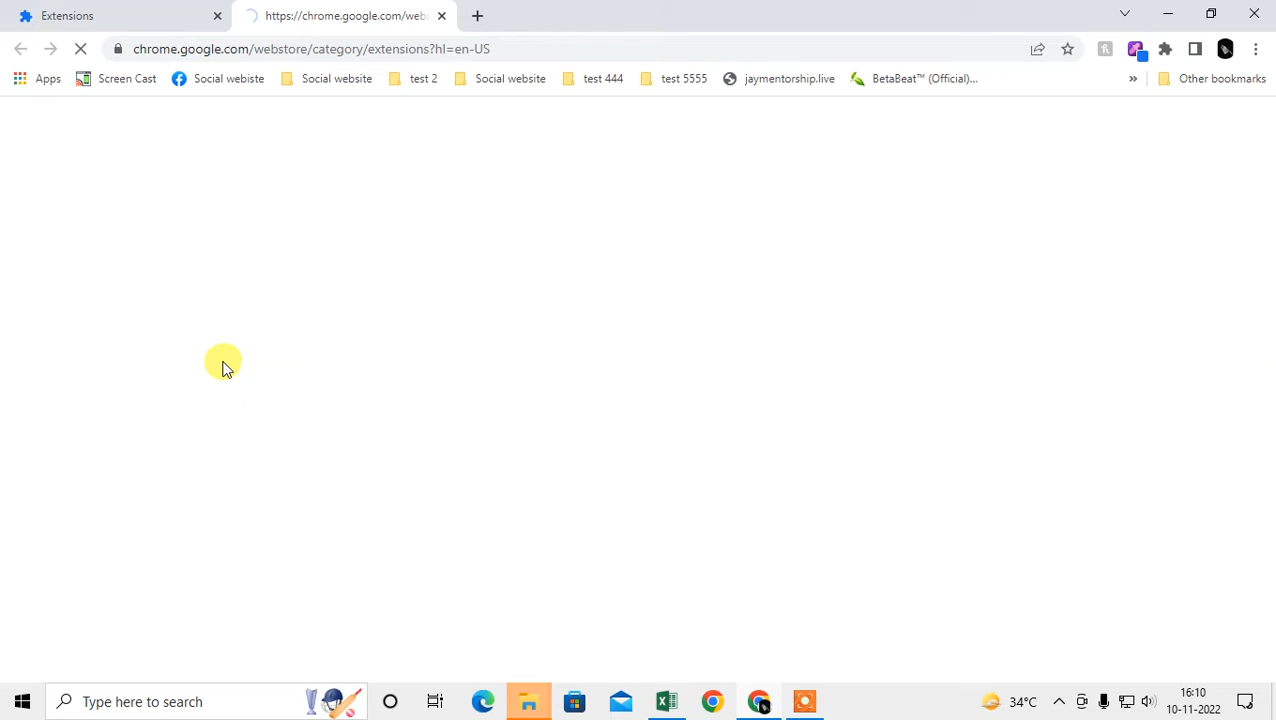 Extensions
https://chrome.google.com/web
chrome.google.com/webstore/category/extensions?hl=en-US
Apps Screen Cast Social webiste Social website test 2 Social website test 444 test 5555 jaymentorship.live BetaBeat™ (Official)... » Other bookmarks
Type here to search
34°C
16:10
10-11-2022